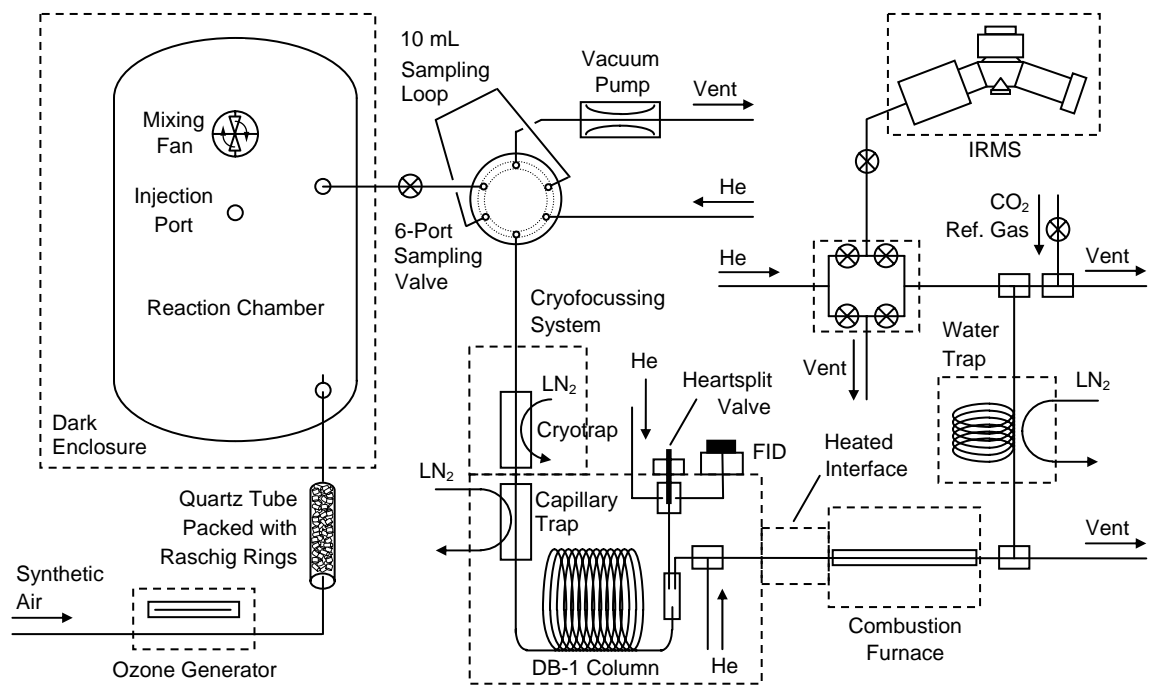 10 mL
Sampling
Loop
Vacuum
Pump
Vent
IRMS
Mixing
Fan
Injection
Port
Reaction Chamber
Dark
Enclosure
6-Port
Sampling
Valve
He
CO2
Ref. Gas
He
Vent
Vent
Water
Trap
LN2
Cryofocussing
System
LN2
Cryotrap
He
Heartsplit
Valve
FID
Heated
Interface
LN2
Capillary
Trap
Quartz Tube
Packed with
Raschig Rings
Synthetic
Air
Ozone Generator
DB-1 Column
He
Combustion
Furnace
Vent